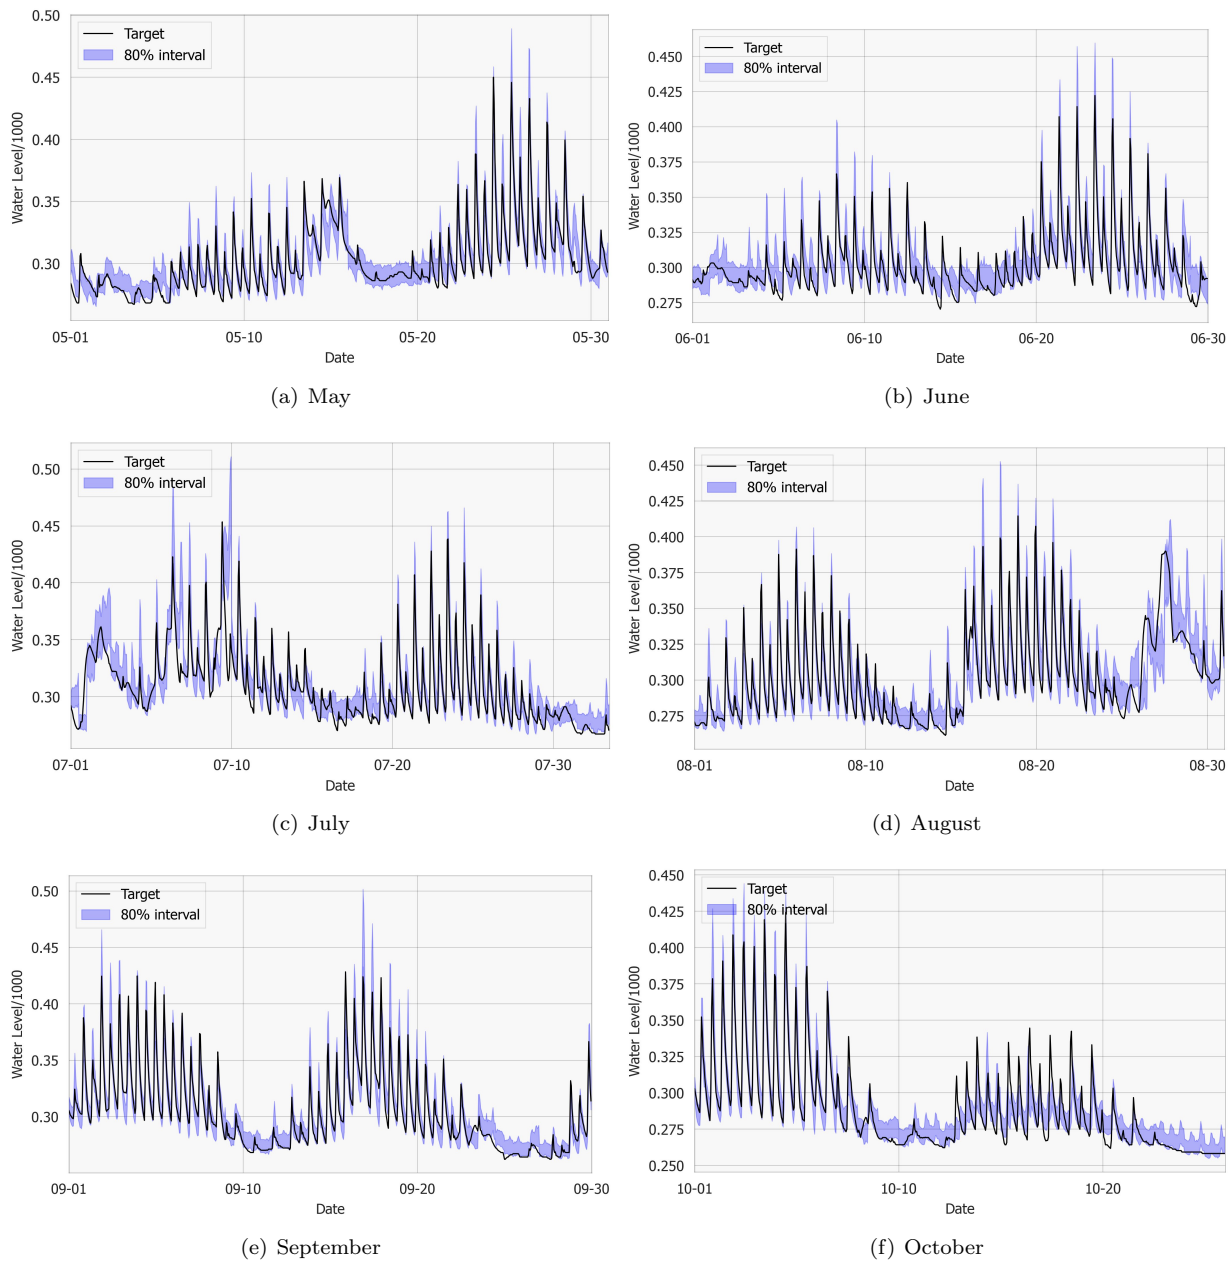 0.50
Target
80% interval
0.45
0.40
0.35
0.30
Water Level/1000
05-01
05-10
05-20
05-30
Date
(a) May
Target
80% interval
0.450
0.425
0.400
0.375
0.350
0.325
0.300
0.275
Water Level/1000
06-01
06-10
06-20
06-30
Date
(b) June
Target
80% interval
0.50
0.45
0.40
0.35
0.30
Water Level/1000
07-01
07-10
07-20
07-30
Date
(c) July
Target
80% interval
0.450
0.425
0.400
0.375
0.350
0.325
0.300
0.275
Water Level/1000
08-01
08-10
08-20
08-30
Date
(d) August
Target
80% interval
0.50
0.45
0.40
0.35
0.30
Water Level/1000
09-01
09-10
09-20
09-30
Date
(e) September
Target
80% interval
0.450
0.425
0.400
0.375
0.350
0.325
0.300
0.275
0.250
Water Level/1000
10-01
10-10
10-20
Date
(f) October